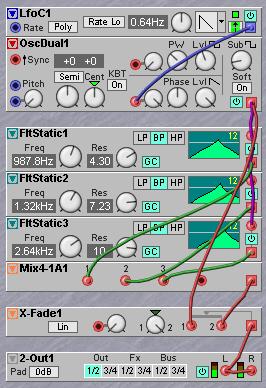 LfoC1
Rate Poly Rate Lo 0.64Hz
OscDual1 PW Lvl Sub
Sync +0 +0
Pitch Semi Cent KBT Phase Lvl Soft
On On
FltStatic1 LP BP HP 12
Freq Res
987.8Hz 4.30 GC
FltStatic2 LP BP HP 12
Freq Res
1.32kHz 7.23 GC
FltStatic3 LP BP HP 12
Freq Res
2.64kHz 10 GC
Mix4-1A1
1 2 3 4
X-Fade1
Lin 1 2 1 2
2-Out1 Out Fx Bus L R
Pad 0dB 1/2 3/4 1/2 3/4 1/2 3/4